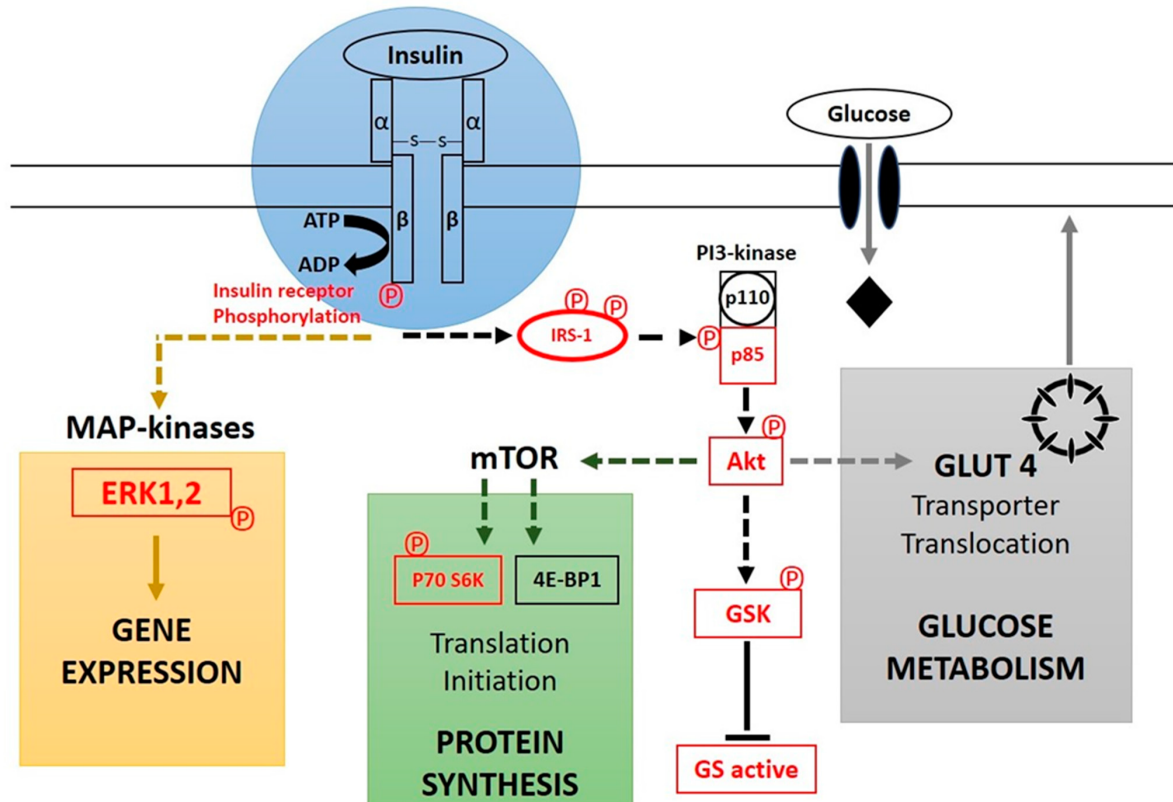 Insulin
α
α
S
S
β
β
ATP
ADP
P
Insulin receptor
Phosphorylation
Glucose
PI3-kinase
p110
P
p85
P
P
IRS-1
MAP-kinases
ERK1,2
P
GENE
EXPRESSION
mTOR
P
P70 S6K
4E-BP1
Translation
Initiation
PROTEIN
SYNTHESIS
P
Akt
P
GSK
GS active
GLUT 4
Transporter
Translocation
GLUCOSE
METABOLISM